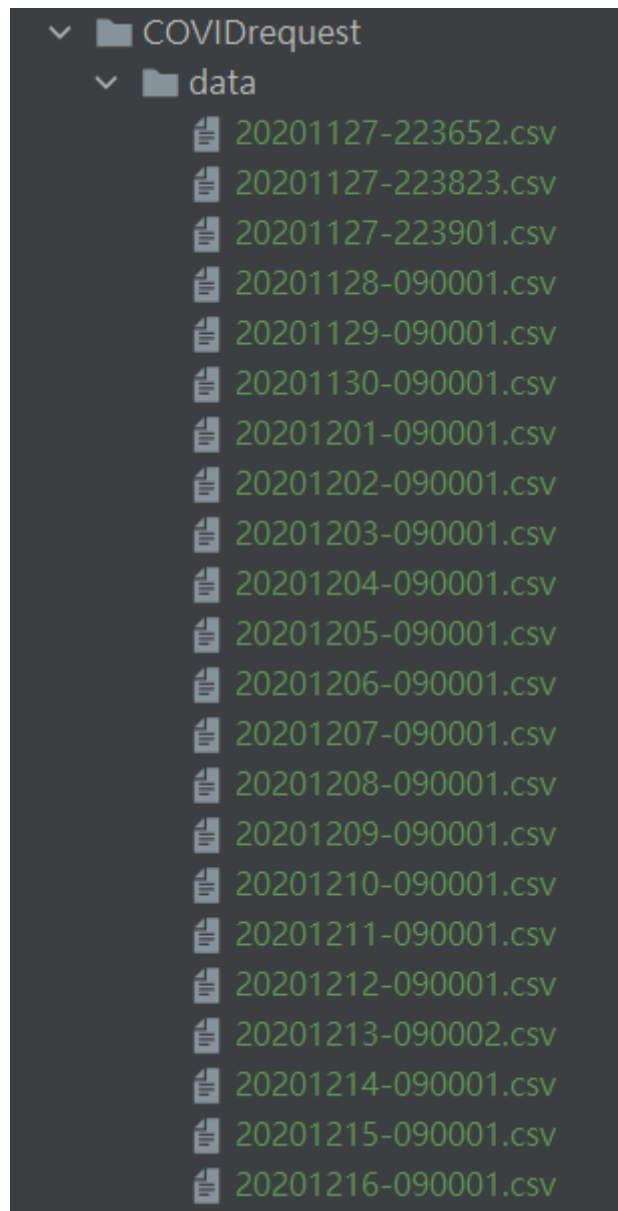 COVIDrequest
data
20201127-223652.csv
20201127-223823.csv
20201127-223901.csv
20201128-090001.csv
20201129-090001.csv
20201130-090001.csv
20201201-090001.csv
20201202-090001.csv
20201203-090001.csv
20201204-090001.csv
20201205-090001.csv
20201206-090001.csv
20201207-090001.csv
20201208-090001.csv
20201209-090001.csv
20201210-090001.csv
20201211-090001.csv
20201212-090001.csv
20201213-090002.csv
20201214-090001.csv
20201215-090001.csv
20201216-090001.csv